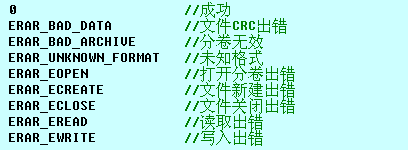 0 //成功
ERAR_BAD_DATA //文件CRC出错
ERAR_BAD_ARCHIVE //分卷无效
ERAR_UNKNOWN_FORMAT //未知格式
ERAR_EOPEN //打开分卷出错
ERAR_ECREATE //文件新建出错
ERAR_ECLOSE //文件关闭出错
ERAR_EREAD //读取出错
ERAR_EWRITE //写入出错